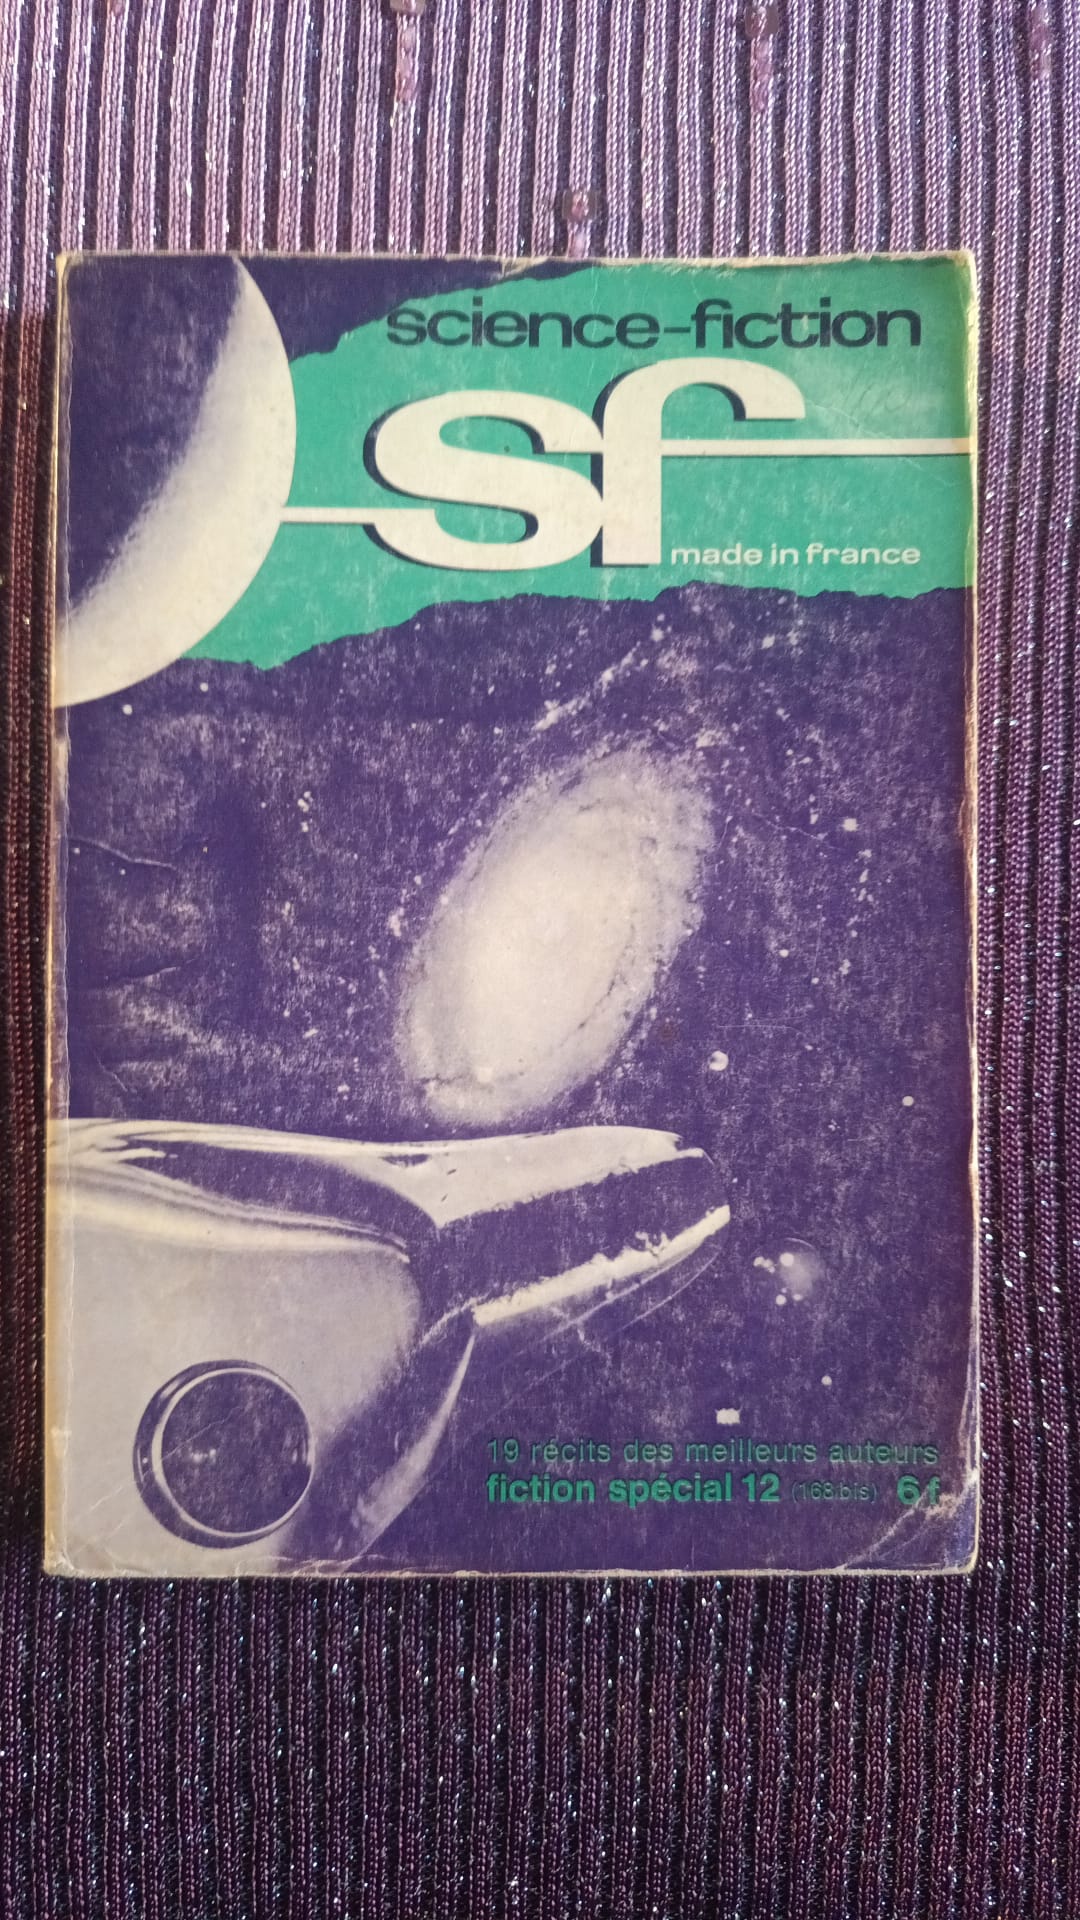 science-fiction
sf
made in france
19 récits des meilleurs auteurs
fiction spécial 12 (168 bis) 6 f